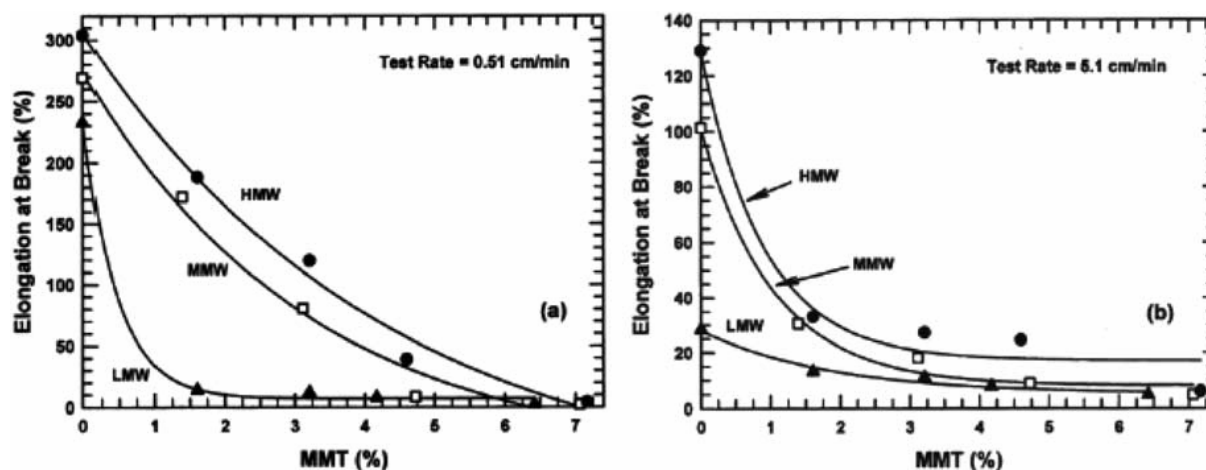 Elongation at Break (%)
300
250
200
150
100
50
0
Test Rate = 0.51 cm/min
HMW
MMW
LMW
(a)
0 1 2 3 4 5 6 7
MMT (%)
Elongation at Break (%)
140
120
100
80
60
40
20
0
Test Rate = 5.1 cm/min
HMW
MMW
LMW
(b)
0 1 2 3 4 5 6 7
MMT (%)